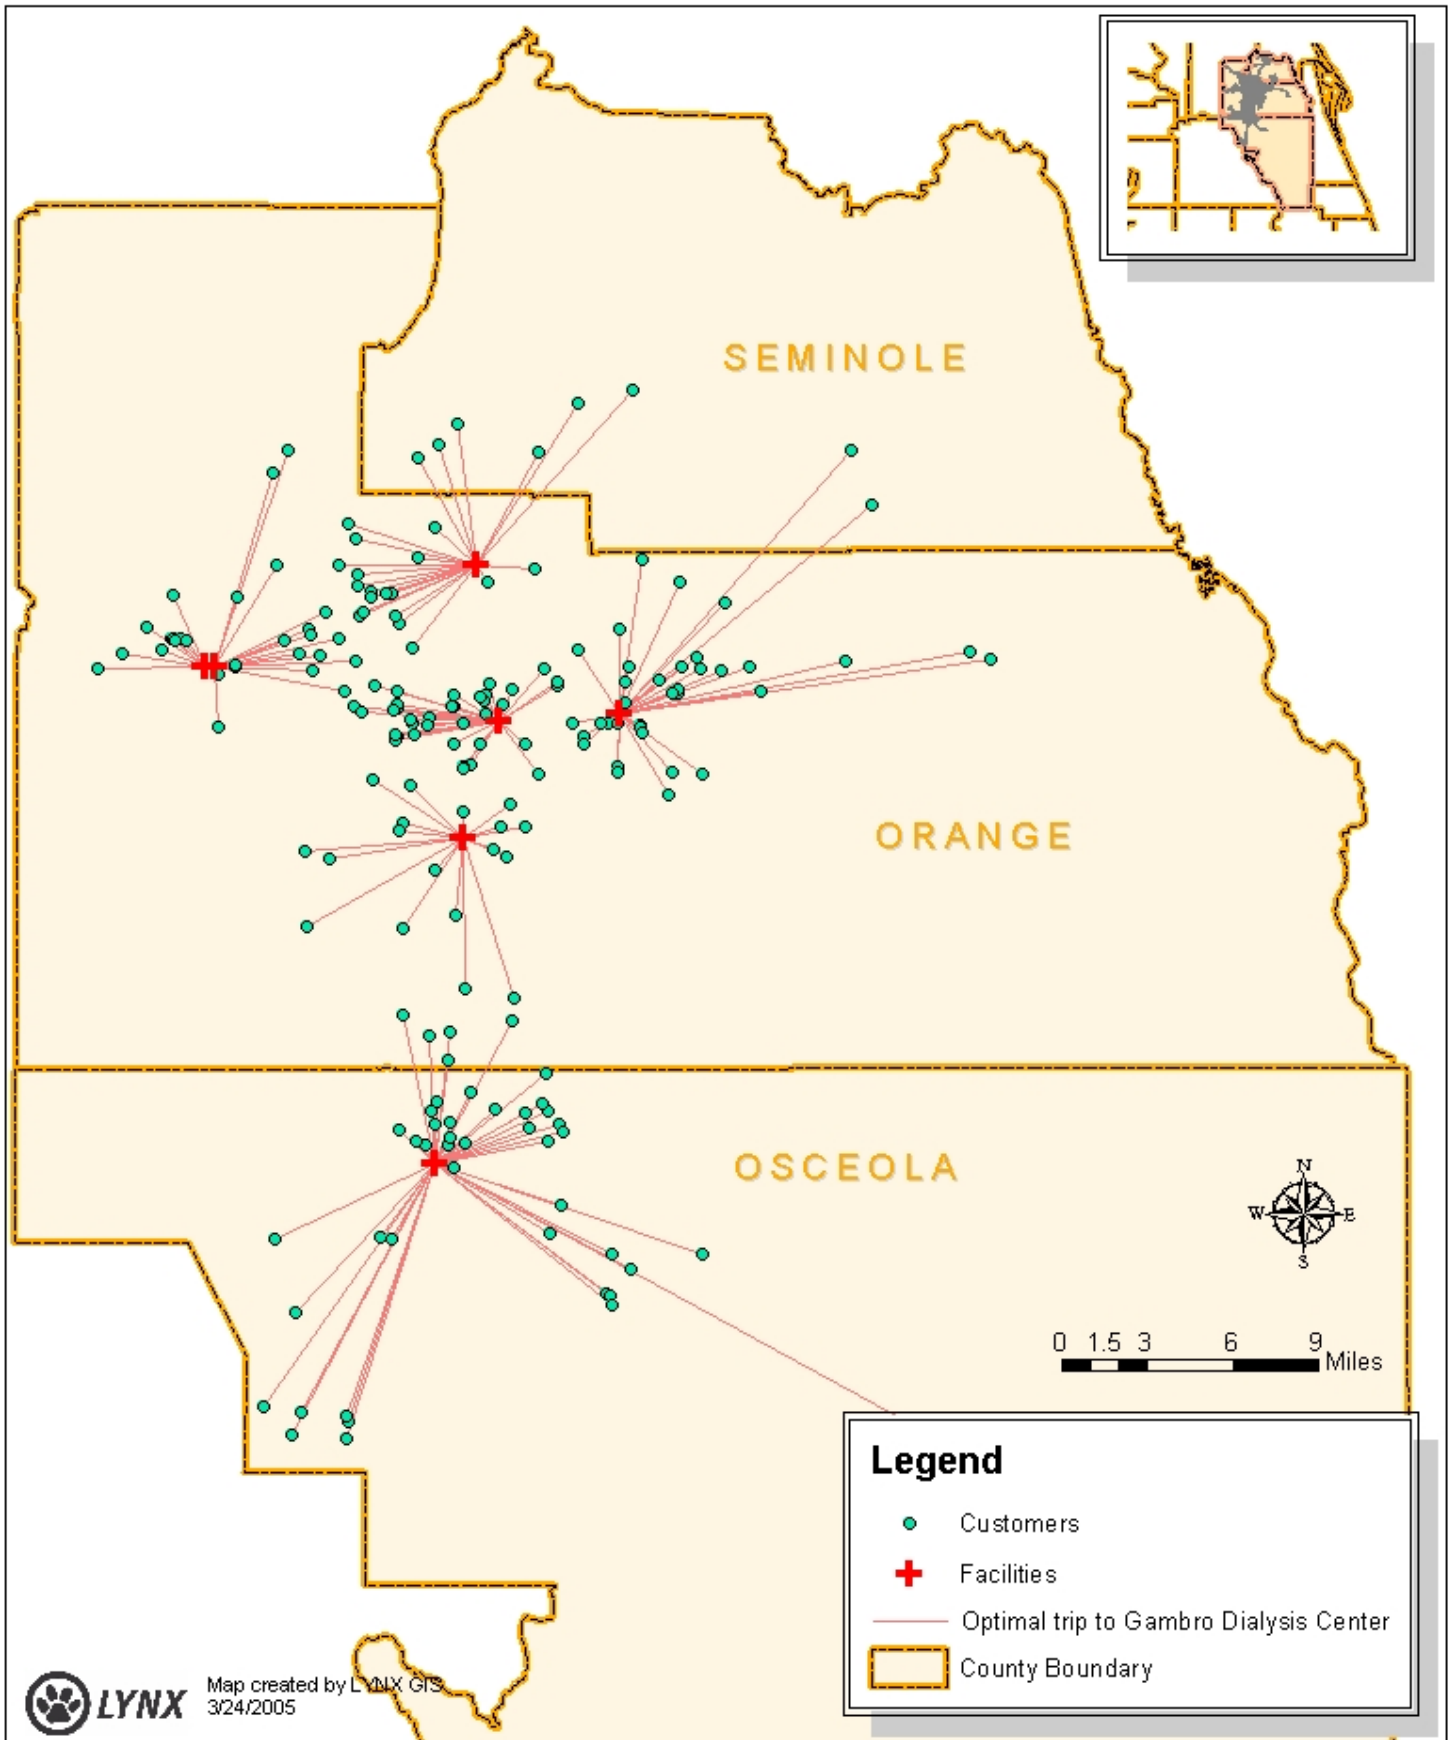 SEMINOLE
ORANGE
OSCEOLA
N
W E
S
0 1.5 3 6 9
Miles
Legend
Customers
Facilities
Optimal trip to Gambro Dialysis Center
County Boundary
LYNX
Map created by LYNX GIS
3/24/2005